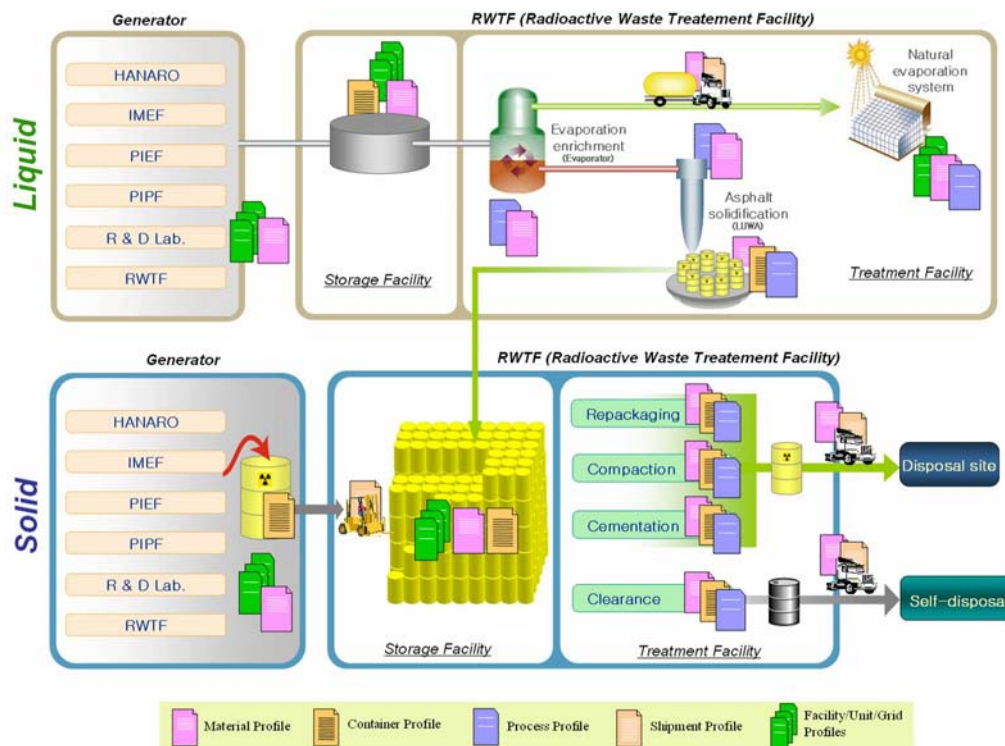 Generator
RWTF (Radioactive Waste Treatement Facility)
Liquid
HANARO
IMEF
PIEF
PIPF
R & D Lab.
RWTF
Storage Facility
Evaporation
enrichment
(Evaporator)
Natural
evaporation
system
Asphalt
solidification
(LUWA)
Treatment Facility
Generator
RWTF (Radioactive Waste Treatement Facility)
Solid
HANARO
IMEF
PIEF
PIPF
R & D Lab.
RWTF
Storage Facility
Repackaging
Compaction
Cementation
Clearance
Treatment Facility
Disposal site
Self-disposal
Material Profile
Container Profile
Process Profile
Shipment Profile
Facility/Unit/Grid
Profiles